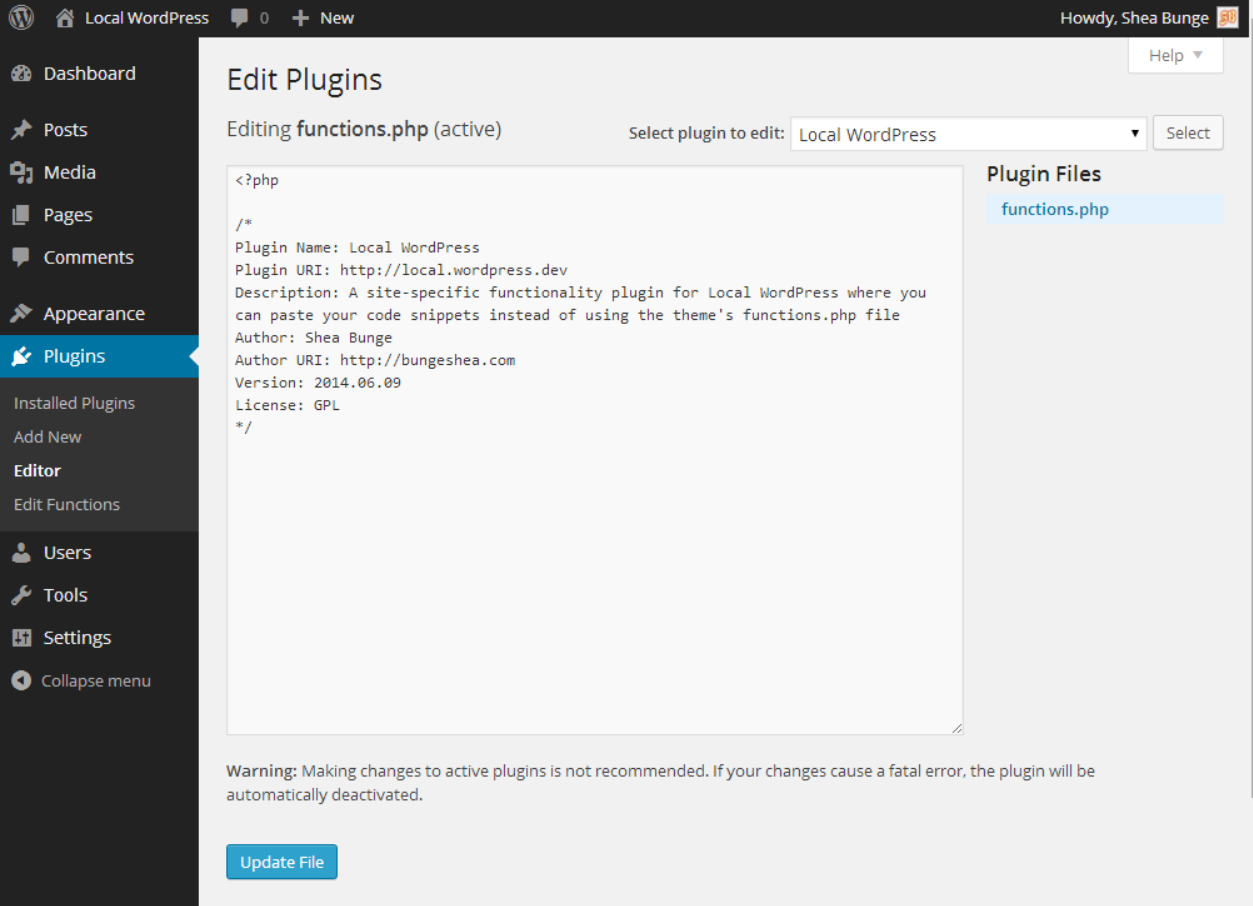 Local WordPress 0 + New Howdy, Shea Bunge
Help ▼
Dashboard
Posts
Media
Pages
Comments
Appearance
Plugins
Installed Plugins
Add New
Editor
Edit Functions
Users
Tools
Settings
Collapse menu
Edit Plugins
Editing functions.php (active)
Select plugin to edit: Local WordPress Select
<?php
/*
Plugin Name: Local WordPress
Plugin URI: http://local.wordpress.dev
Description: A site-specific functionality plugin for Local WordPress where you
can paste your code snippets instead of using the theme's functions.php file
Author: Shea Bunge
Author URI: http://bungeshea.com
Version: 2014.06.09
License: GPL
*/
Plugin Files
functions.php
Warning: Making changes to active plugins is not recommended. If your changes cause a fatal error, the plugin will be
automatically deactivated.
Update File